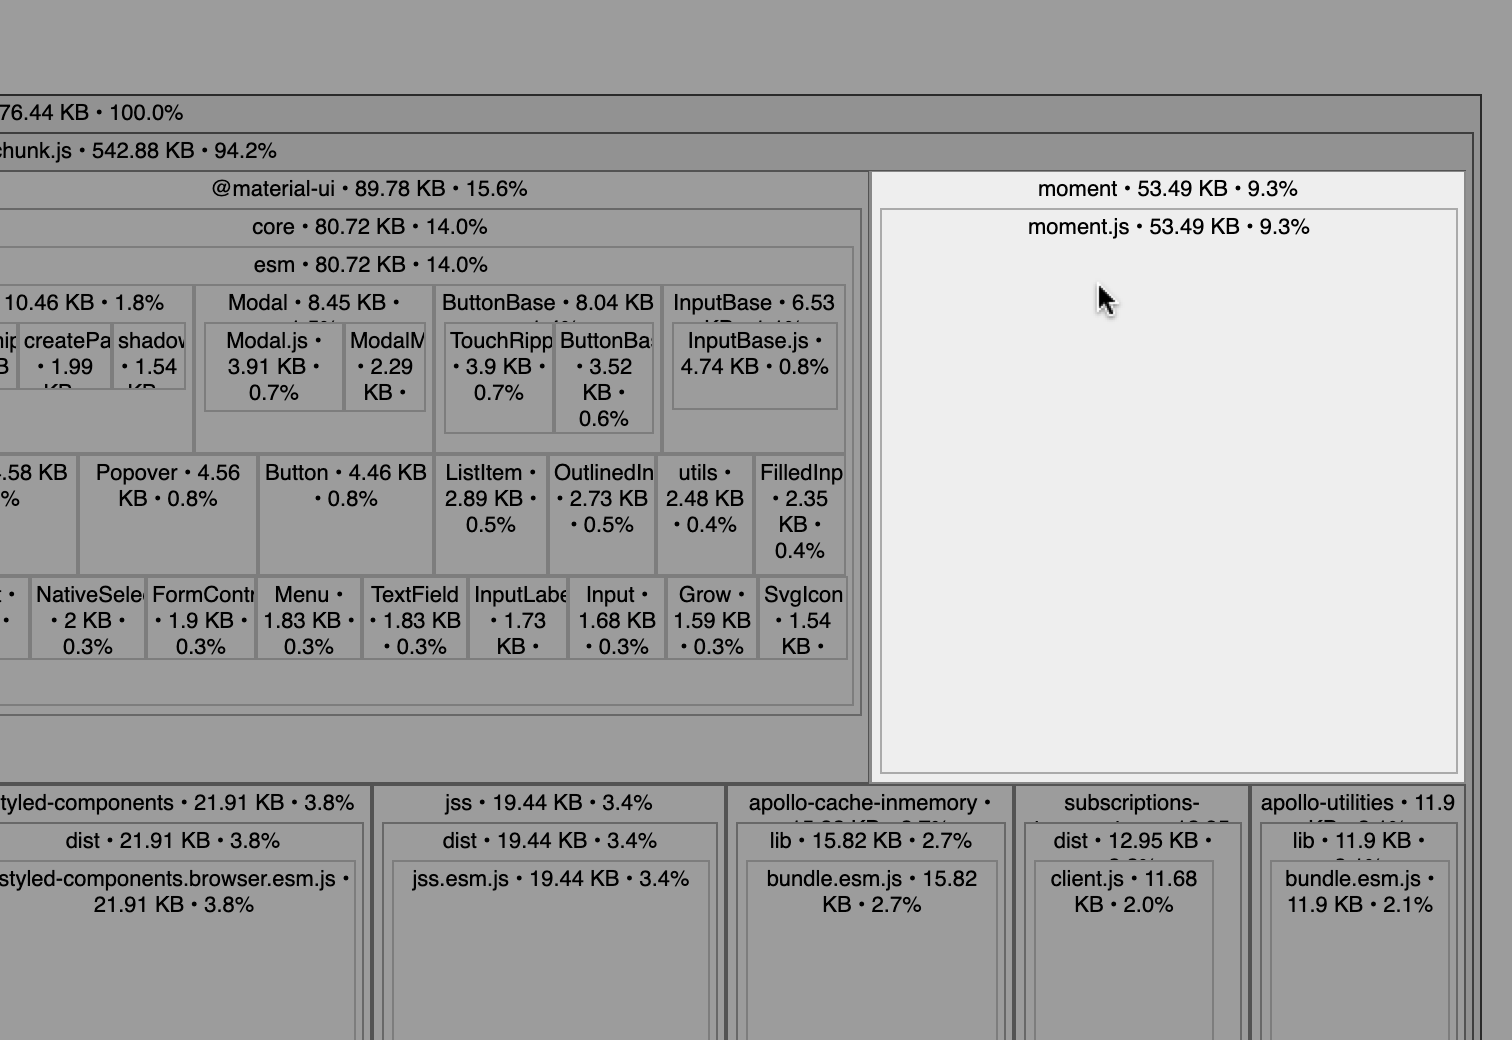 76.44 KB • 100.0%
chunk.js • 542.88 KB • 94.2%
@material-ui • 89.78 KB • 15.6%
core • 80.72 KB • 14.0%
esm • 80.72 KB • 14.0%
10.46 KB • 1.8%
createPa
• 1.99
KB •
shadow
• 1.54
KB •
Modal • 8.45 KB •
Modal.js •
3.91 KB •
0.7%
ModalM
• 2.29
KB •
ButtonBase • 8.04 KB
TouchRipp
• 3.9 KB •
0.7%
ButtonBa
• 3.52
KB •
0.6%
InputBase • 6.53
InputBase.js •
4.74 KB • 0.8%
.58 KB
%
Popover • 4.56
KB • 0.8%
Button • 4.46 KB
• 0.8%
ListItem •
2.89 KB •
0.5%
OutlinedIn
• 2.73 KB
• 0.5%
utils •
2.48 KB
• 0.4%
FilledInp
• 2.35
KB •
0.4%
NativeSele
• 2 KB •
0.3%
FormContr
• 1.9 KB •
0.3%
Menu •
1.83 KB •
0.3%
TextField
• 1.83 KB
• 0.3%
InputLabe
• 1.73
KB •
Input •
1.68 KB
• 0.3%
Grow •
1.59 KB
• 0.3%
SvgIcon
• 1.54
KB •
moment • 53.49 KB • 9.3%
moment.js • 53.49 KB • 9.3%
tyled-components • 21.91 KB • 3.8%
dist • 21.91 KB • 3.8%
styled-components.browser.esm.js •
21.91 KB • 3.8%
jss • 19.44 KB • 3.4%
dist • 19.44 KB • 3.4%
jss.esm.js • 19.44 KB • 3.4%
apollo-cache-inmemory •
lib • 15.82 KB • 2.7%
bundle.esm.js • 15.82
KB • 2.7%
subscriptions-
dist • 12.95 KB •
client.js • 11.68
KB • 2.0%
apollo-utilities • 11.9
lib • 11.9 KB •
bundle.esm.js •
11.9 KB • 2.1%